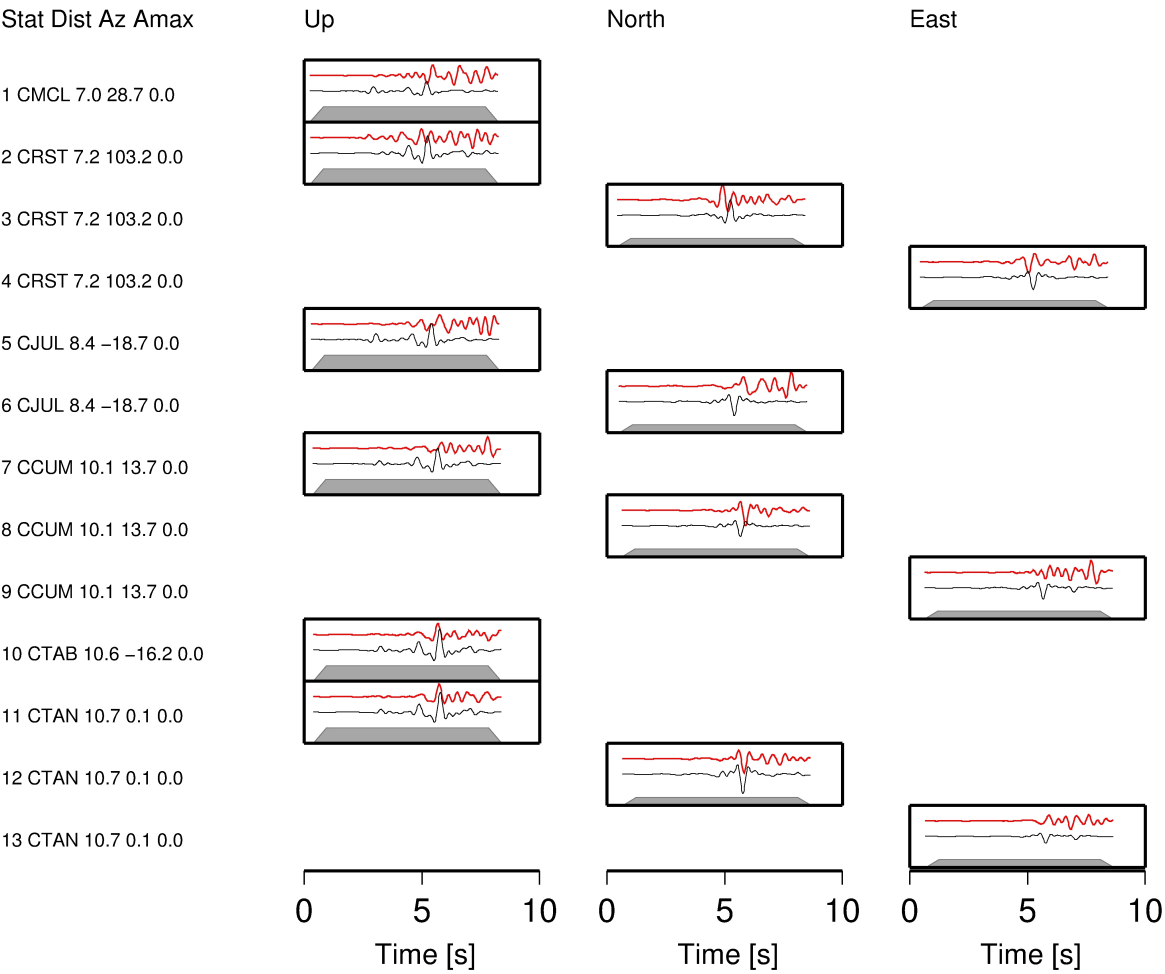 Stat Dist Az Amax Up North East
1 CMCL 7.0 28.7 0.0
2 CRST 7.2 103.2 0.0
3 CRST 7.2 103.2 0.0
4 CRST 7.2 103.2 0.0
5 CJUL 8.4 −18.7 0.0
6 CJUL 8.4 −18.7 0.0
7 CCUM 10.1 13.7 0.0
8 CCUM 10.1 13.7 0.0
9 CCUM 10.1 13.7 0.0
10 CTAB 10.6 −16.2 0.0
11 CTAN 10.7 0.1 0.0
12 CTAN 10.7 0.1 0.0
13 CTAN 10.7 0.1 0.0
0 5 10 0 5 10 0 5 10
Time [s] Time [s] Time [s]